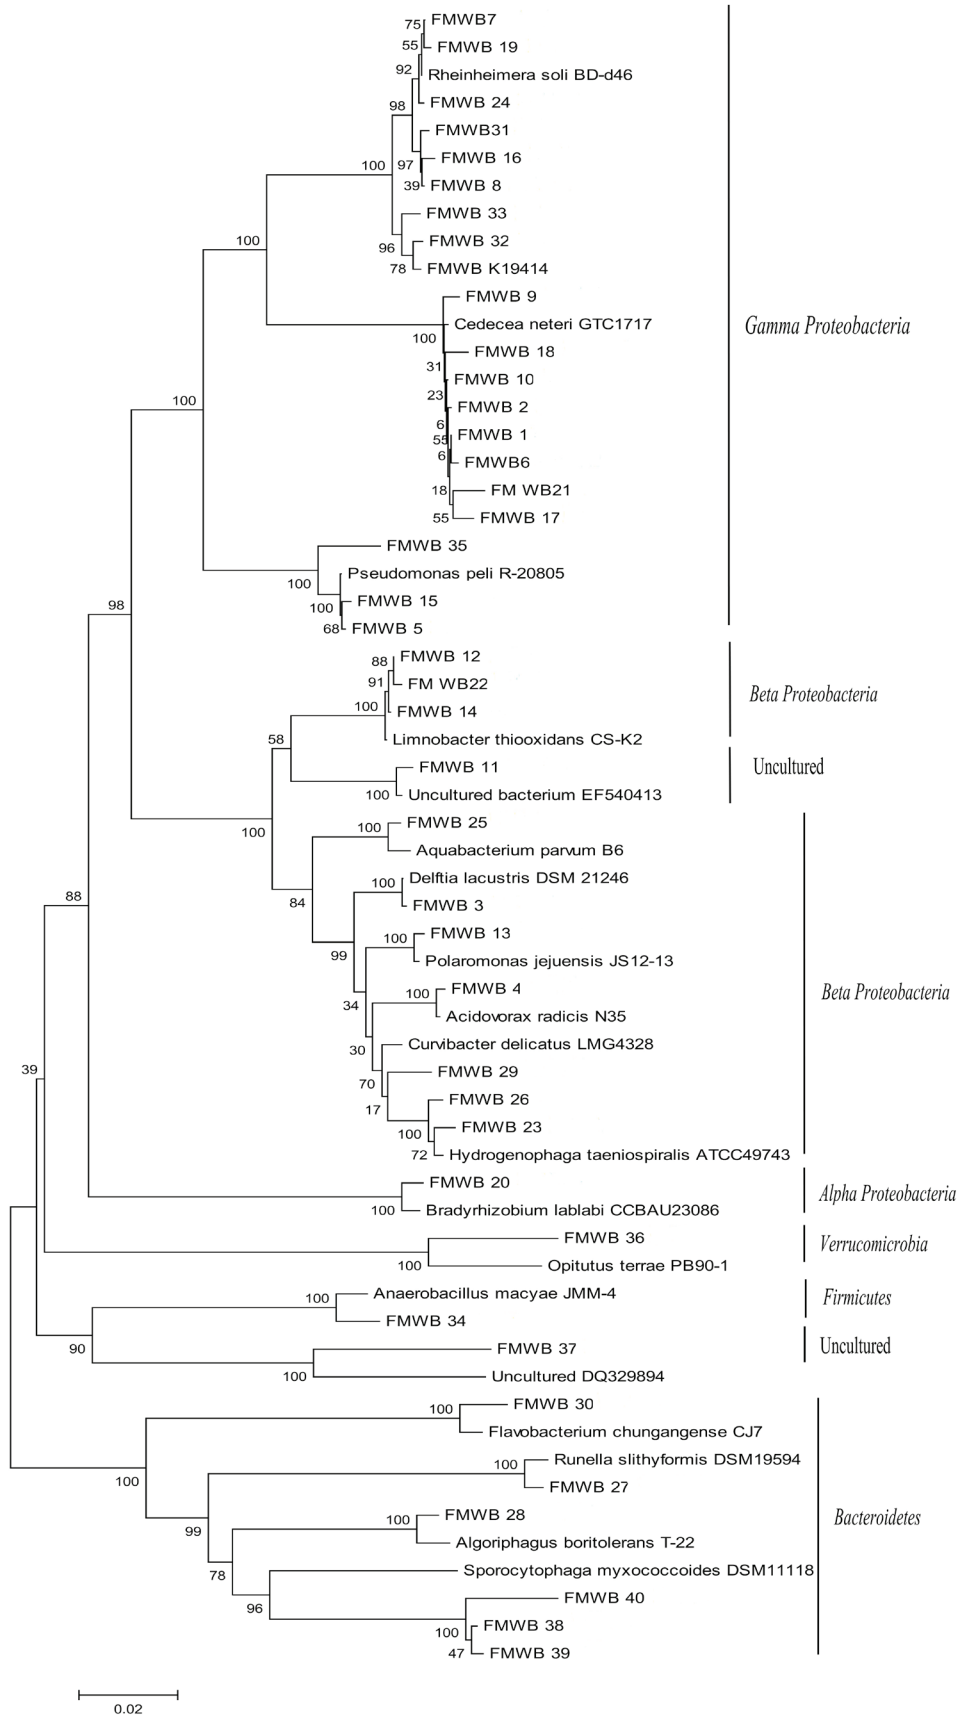 75
FMWB7
55
FMWB 19
92
Rheinheimera soli BD-d46
98
FMWB 24
FMWB31
100
97
FMWB 16
39
FMWB 8
FMWB 33
100
96
FMWB 32
78
FMWB K19414
FMWB 9
Cedecea neteri GTC1717
Gamma Proteobacteria
100
FMWB 18
31
FMWB 10
23
FMWB 2
100
6
55
FMWB 1
6
FMWB6
18
FM WB21
55
FMWB 17
FMWB 35
100
Pseudomonas peli R-20805
100
FMWB 15
98
68
FMWB 5
88
FMWB 12
91
FM WB22
Beta Proteobacteria
100
FMWB 14
58
Limnobacter thiooxidans CS-K2
FMWB 11
Uncultured
100
Uncultured bacterium EF540413
100
100
FMWB 25
Aquabacterium parvum B6
100
Delftia lacustris DSM 21246
88
84
FMWB 3
100
FMWB 13
99
Polaromonas jejuensis JS12-13
100
FMWB 4
Beta Proteobacteria
34
Acidovorax radicis N35
30
Curvibacter delicatus LMG4328
39
70
FMWB 29
17
FMWB 26
100
FMWB 23
72
Hydrogenophaga taeniospiralis ATCC49743
FMWB 20
Alpha Proteobacteria
100
Bradyrhizobium lablabi CCBAU23086
FMWB 36
Verrucomicrobia
100
Opitutus terrae PB90-1
100
Anaerobacillus macyae JMM-4
Firmicutes
FMWB 34
90
FMWB 37
Uncultured
100
Uncultured DQ329894
100
FMWB 30
Flavobacterium chungangense CJ7
100
100
Runella slithyformis DSM19594
FMWB 27
100
FMWB 28
Bacteroidetes
99
Algoriphagus boritolerans T-22
78
Sporocytophaga myxococcoides DSM11118
96
FMWB 40
100
FMWB 38
47
FMWB 39
0.02